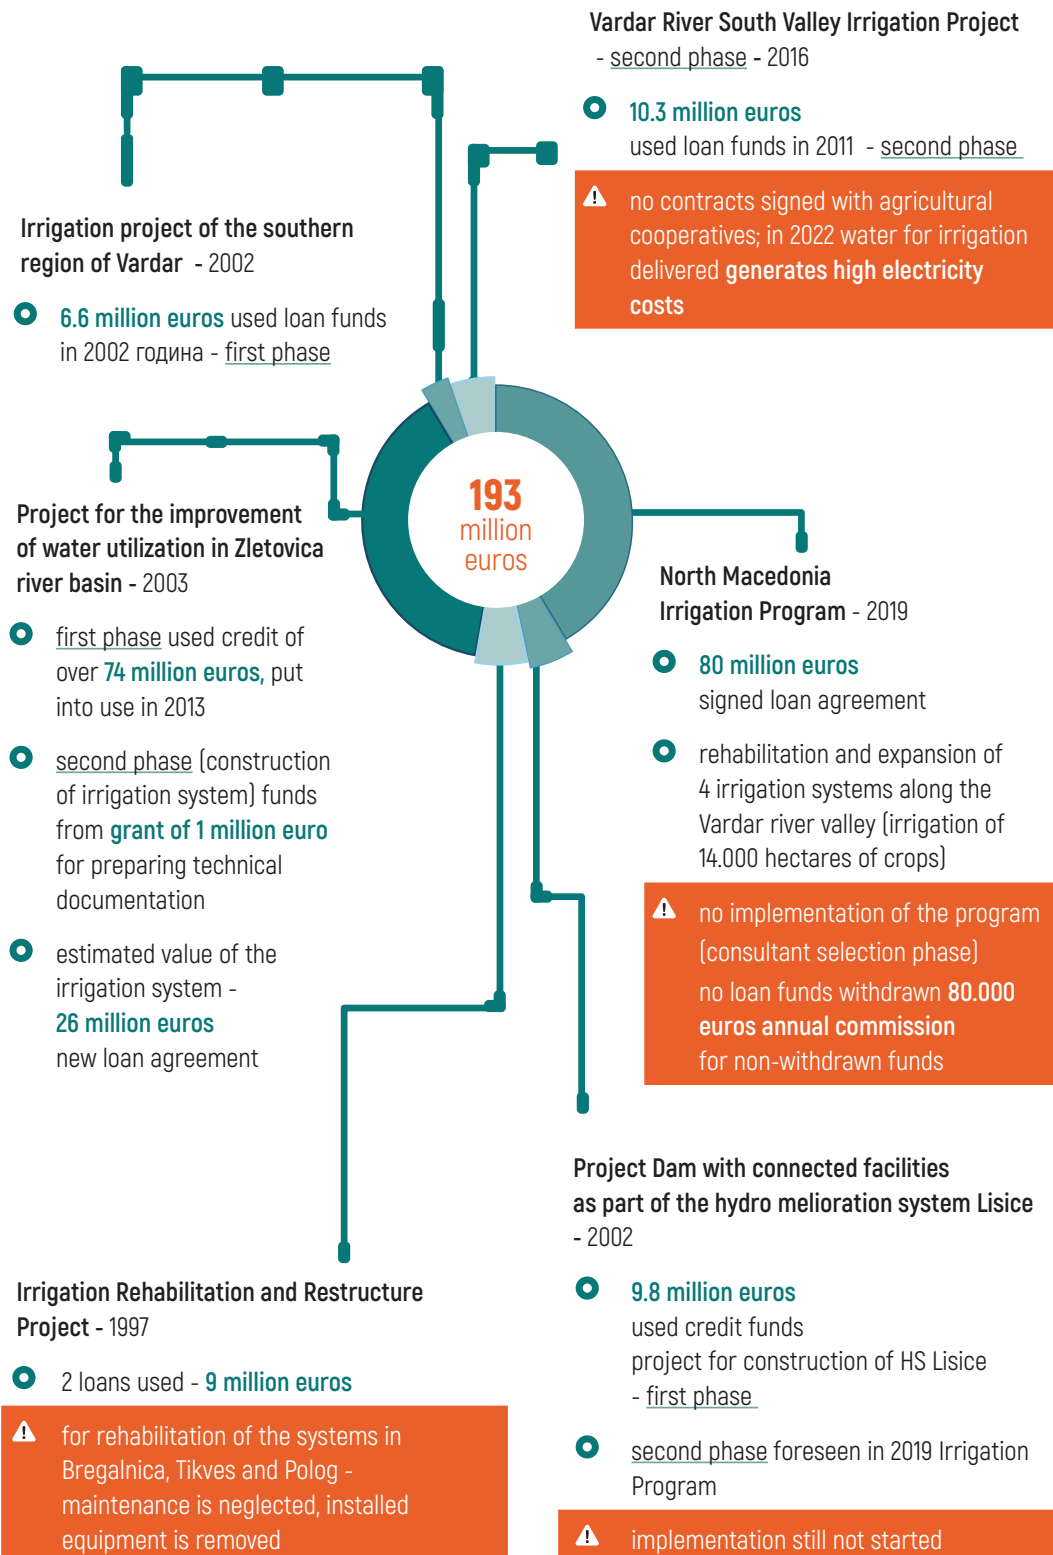 Vardar River South Valley Irrigation Project
- second phase - 2016
10.3 million euros
used loan funds in 2011 - second phase
no contracts signed with agricultural
cooperatives; in 2022 water for irrigation
delivered generates high electricity
costs
Irrigation project of the southern
region of Vardar - 2002
6.6 million euros used loan funds
in 2002 година - first phase
193
million
euros
Project for the improvement
of water utilization in Zletovica
river basin - 2003
first phase used credit of
over 74 million euros, put
into use in 2013
second phase (construction
of irrigation system) funds
from grant of 1 million euro
for preparing technical
documentation
estimated value of the
irrigation system -
26 million euros
new loan agreement
North Macedonia
Irrigation Program - 2019
80 million euros
signed loan agreement
rehabilitation and expansion of
4 irrigation systems along the
Vardar river valley (irrigation of
14.000 hectares of crops)
no implementation of the program
(consultant selection phase)
no loan funds withdrawn 80.000
euros annual commission
for non-withdrawn funds
Irrigation Rehabilitation and Restructure
Project - 1997
2 loans used - 9 million euros
for rehabilitation of the systems in
Bregalnica, Tikves and Polog -
maintenance is neglected, installed
equipment is removed
Project Dam with connected facilities
as part of the hydro melioration system Lisice
- 2002
9.8 million euros
used credit funds
project for construction of HS Lisice
- first phase
second phase foreseen in 2019 Irrigation
Program
implementation still not started